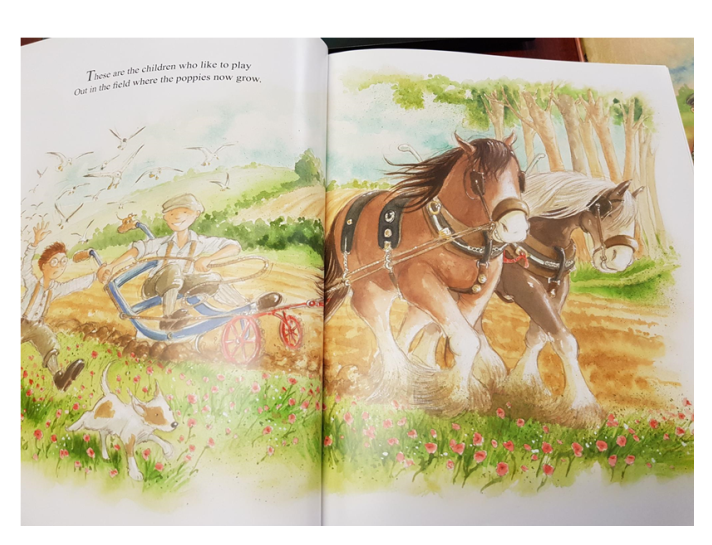 These are the children who like to play
Out in the field where the poppies now grow.